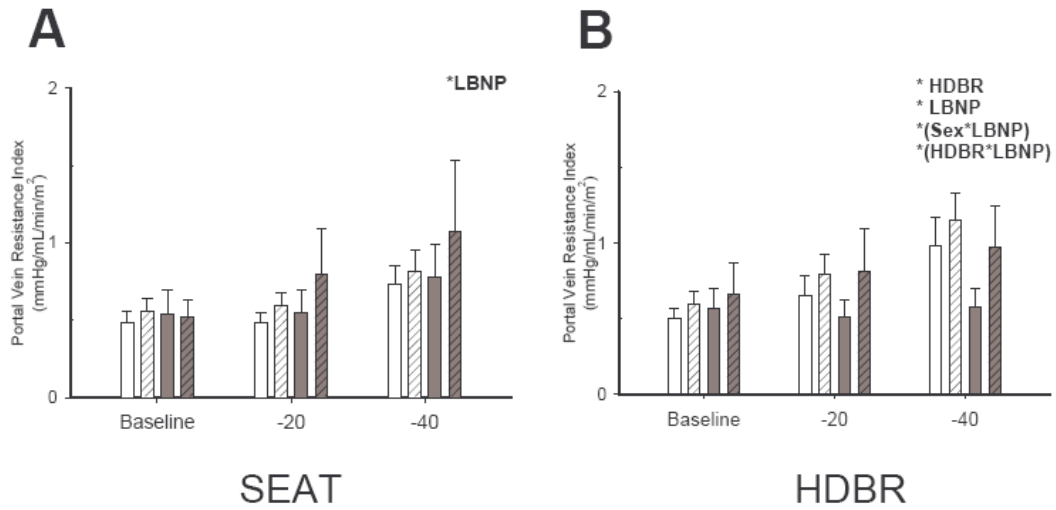 A
*LBNP
2
1
0
Portal Vein Resistance Index
(mmHg/mL/min/m²)
Baseline
-20
-40
SEAT
B
* HDBR
* LBNP
*(Sex*LBNP)
*(HDBR*LBNP)
2
1
0
Portal Vein Resistance Index
(mmHg/mL/min/m²)
Baseline
-20
-40
HDBR